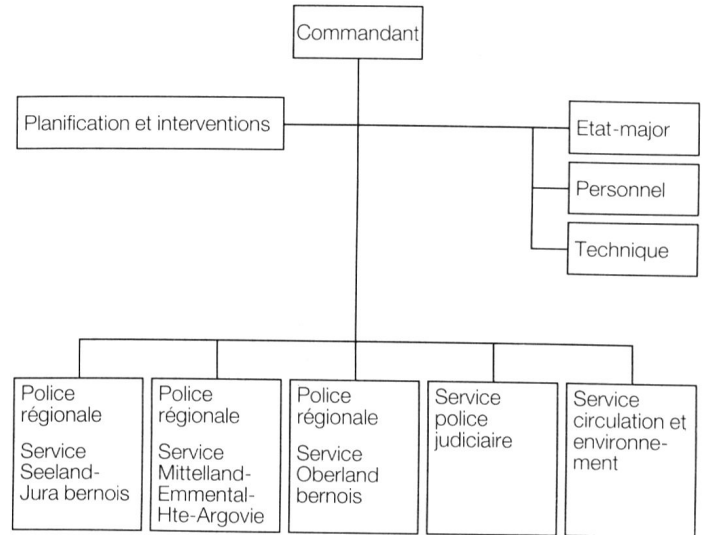 Commandant
Planification et interventions
Etat-major
Personnel
Technique
Police
régionale
Service
Seeland-
Jura bernois
Police
régionale
Service
Mittelland-
Emmental-
Hte-Argovie
Police
régionale
Service
Oberland
bernois
Service
police
judiciaire
Service
circulation et
environne-
ment